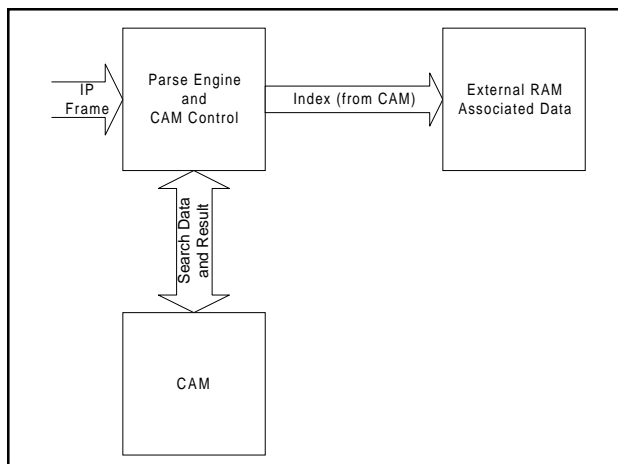 IP
Frame
Parse Engine
and
CAM Control
Index (from CAM)
External RAM
Associated Data
Search Data
and Result
CAM